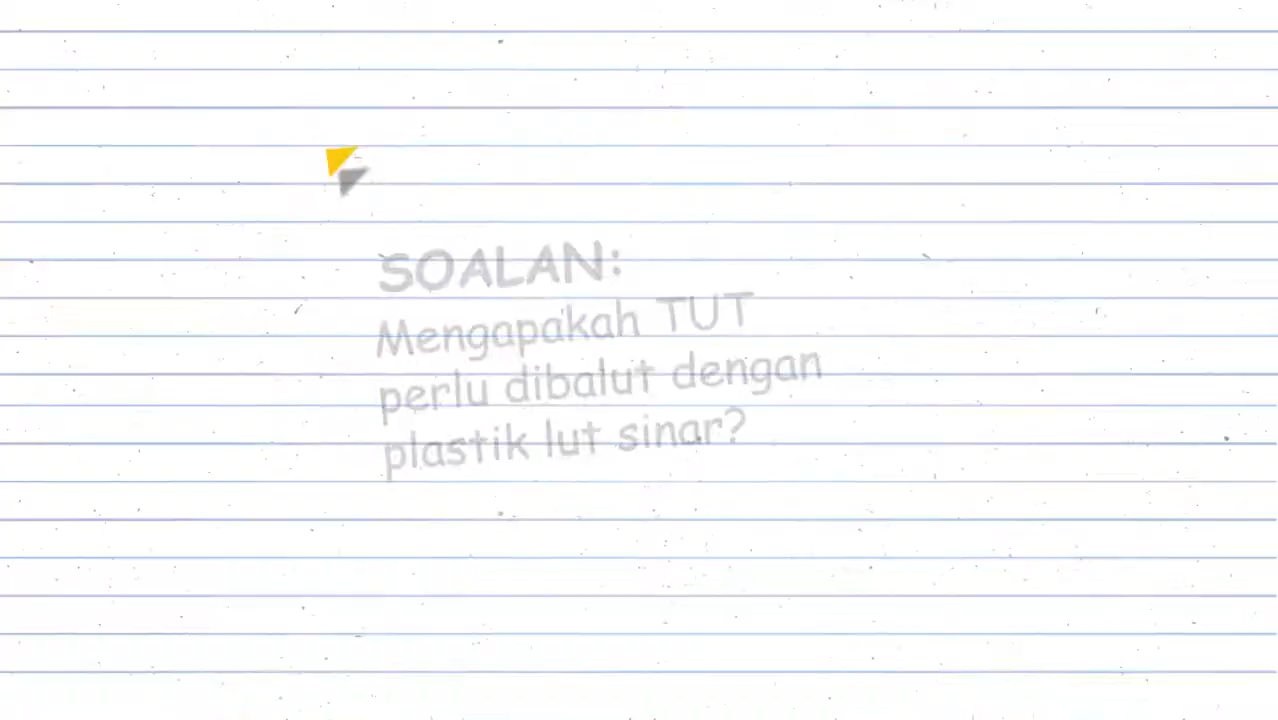 SOALAN:
Mengapakah TUT
perlu dibalut dengan
plastik lut sinar?